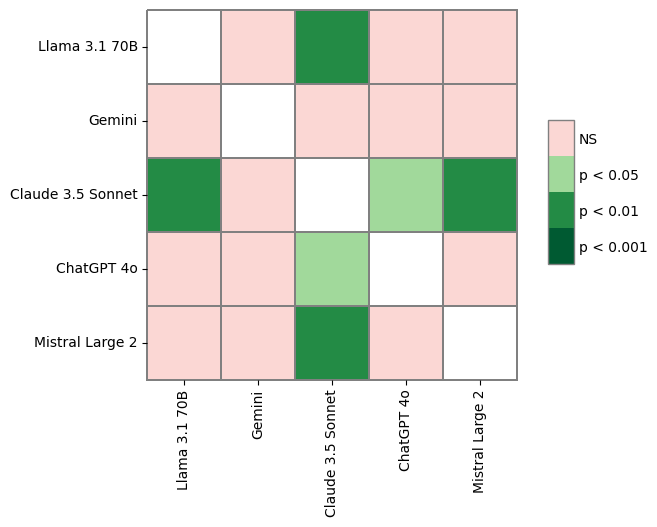 Llama 3.1 70B
Gemini
Claude 3.5 Sonnet
ChatGPT 4o
Mistral Large 2
NS
p < 0.05
p < 0.01
p < 0.001
Llama 3.1 70B
Gemini
Claude 3.5 Sonnet
ChatGPT 4o
Mistral Large 2